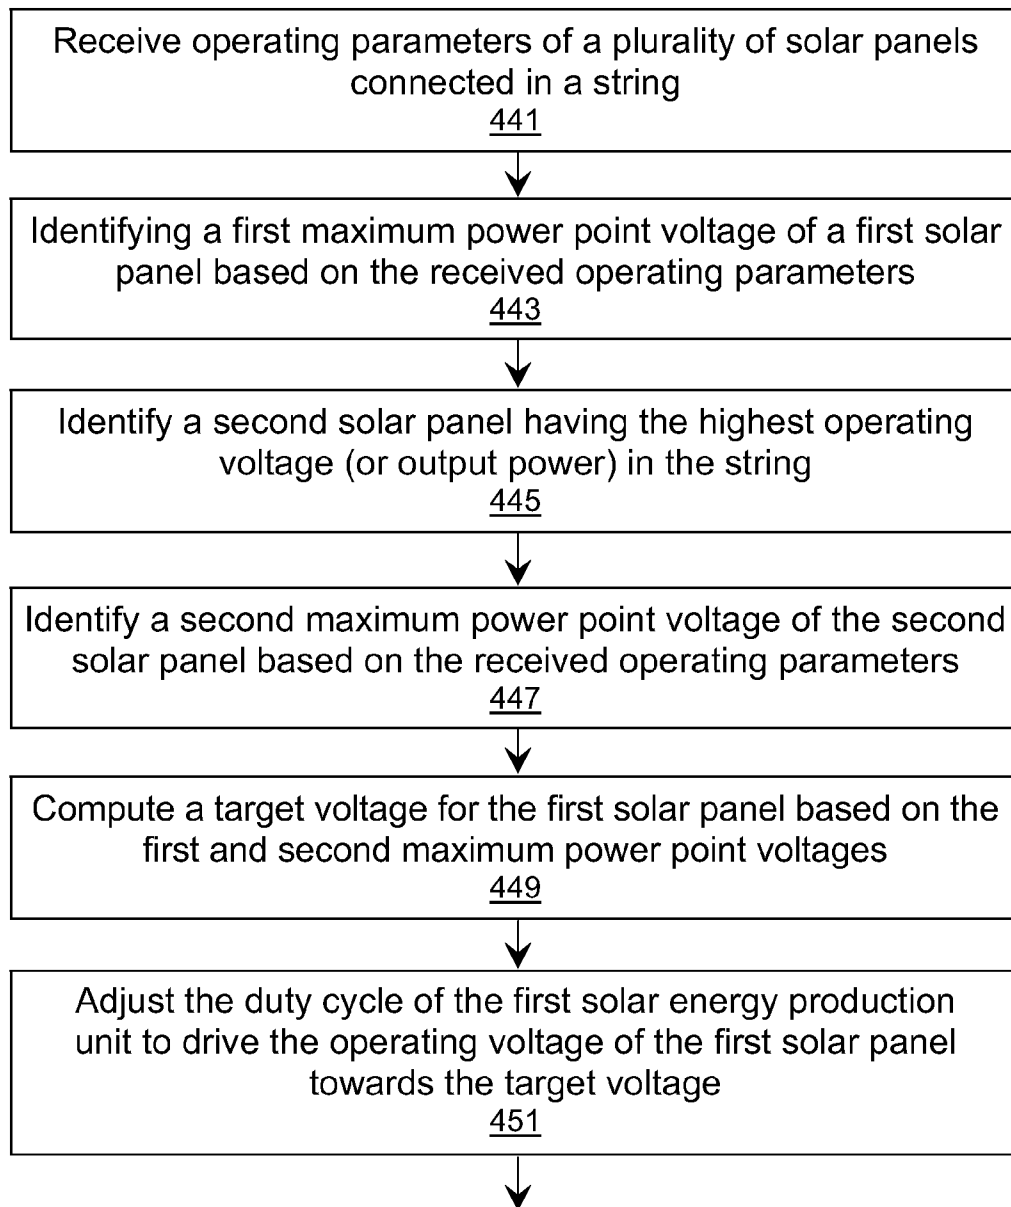 Receive operating parameters of a plurality of solar panels
connected in a string
441
Identifying a first maximum power point voltage of a first solar
panel based on the received operating parameters
443
Identify a second solar panel having the highest operating
voltage (or output power) in the string
445
Identify a second maximum power point voltage of the second
solar panel based on the received operating parameters
447
Compute a target voltage for the first solar panel based on the
first and second maximum power point voltages
449
Adjust the duty cycle of the first solar energy production
unit to drive the operating voltage of the first solar panel
towards the target voltage
451